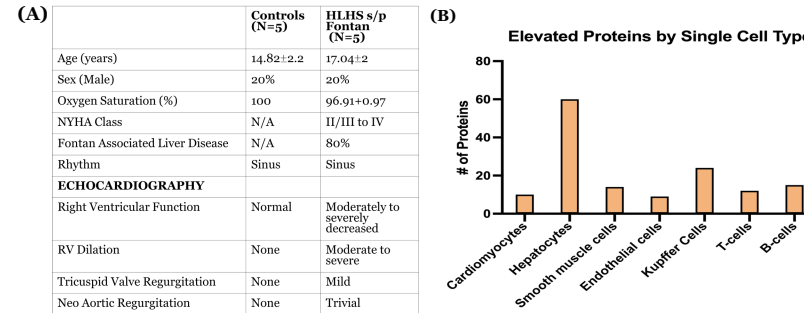 (A)
Controls (N=5) HLHS s/p Fontan (N=5)
Age (years) 14.82±2.2 17.04±2
Sex (Male) 20% 20%
Oxygen Saturation (%) 100 96.91+0.97
NYHA Class N/A II/III to IV
Fontan Associated Liver Disease N/A 80%
Rhythm Sinus Sinus
ECHOCARDIOGRAPHY
Right Ventricular Function Normal Moderately to severely decreased
RV Dilation None Moderate to severe
Tricuspid Valve Regurgitation None Mild
Neo Aortic Regurgitation None Trivial
(B)
Elevated Proteins by Single Cell Type
# of Proteins
80
60
40
20
0
Cardiomyocytes
Hepatocytes
Smooth muscle cells
Endothelial cells
Kupffer Cells
T-cells
B-cells